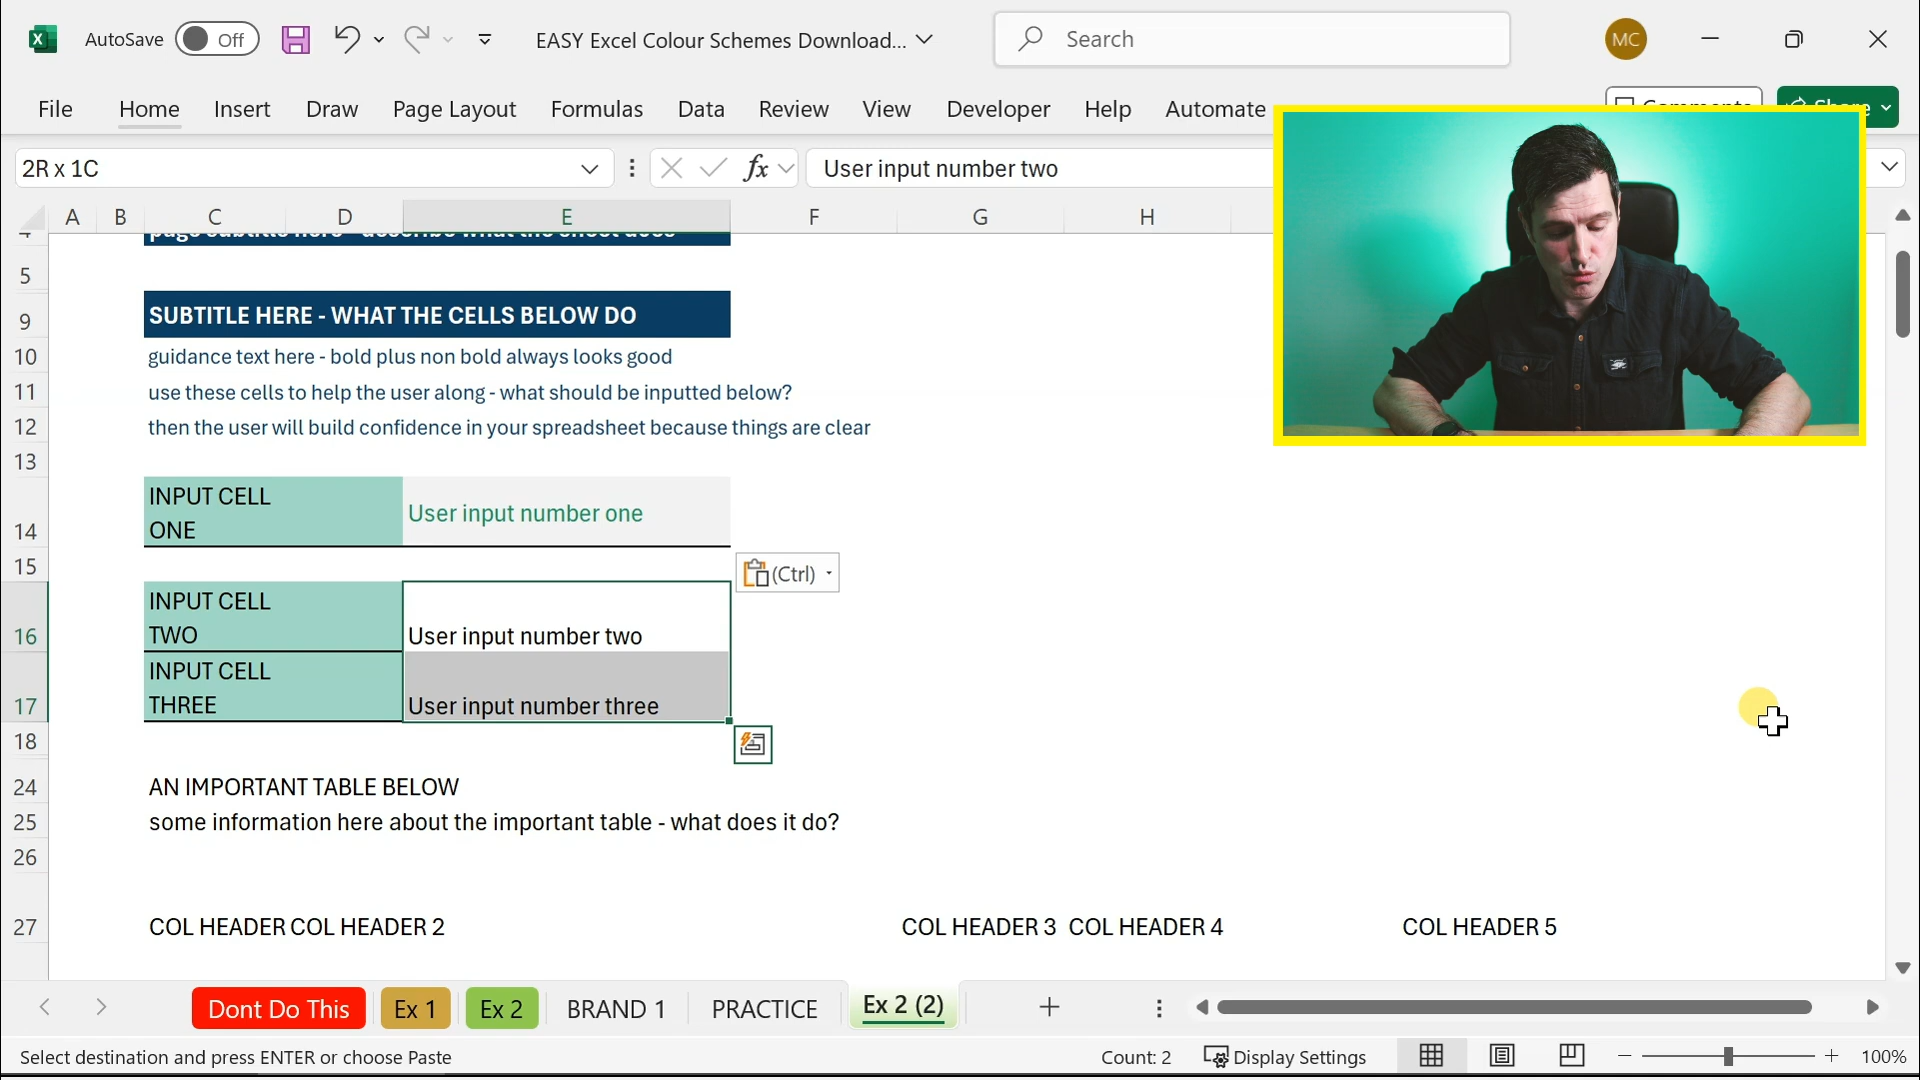 AutoSave Off EASY Excel Colour Schemes Download... Search MC
File Home Insert Draw Page Layout Formulas Data Review View Developer Help Automate
2R x 1C fx User input number two
A B C D E F G H
5
9 SUBTITLE HERE - WHAT THE CELLS BELOW DO
10 guidance text here - bold plus non bold always looks good
11 use these cells to help the user along - what should be inputted below?
12 then the user will build confidence in your spreadsheet because things are clear
13
INPUT CELL
14 ONE User input number one
15 (Ctrl)
INPUT CELL
16 TWO User input number two
INPUT CELL
17 THREE User input number three
18
24 AN IMPORTANT TABLE BELOW
25 some information here about the important table - what does it do?
26
27 COL HEADER COL HEADER 2 COL HEADER 3 COL HEADER 4 COL HEADER 5
Dont Do This Ex 1 Ex 2 BRAND 1 PRACTICE Ex 2 (2)
Select destination and press ENTER or choose Paste Count: 2 Display Settings 100%